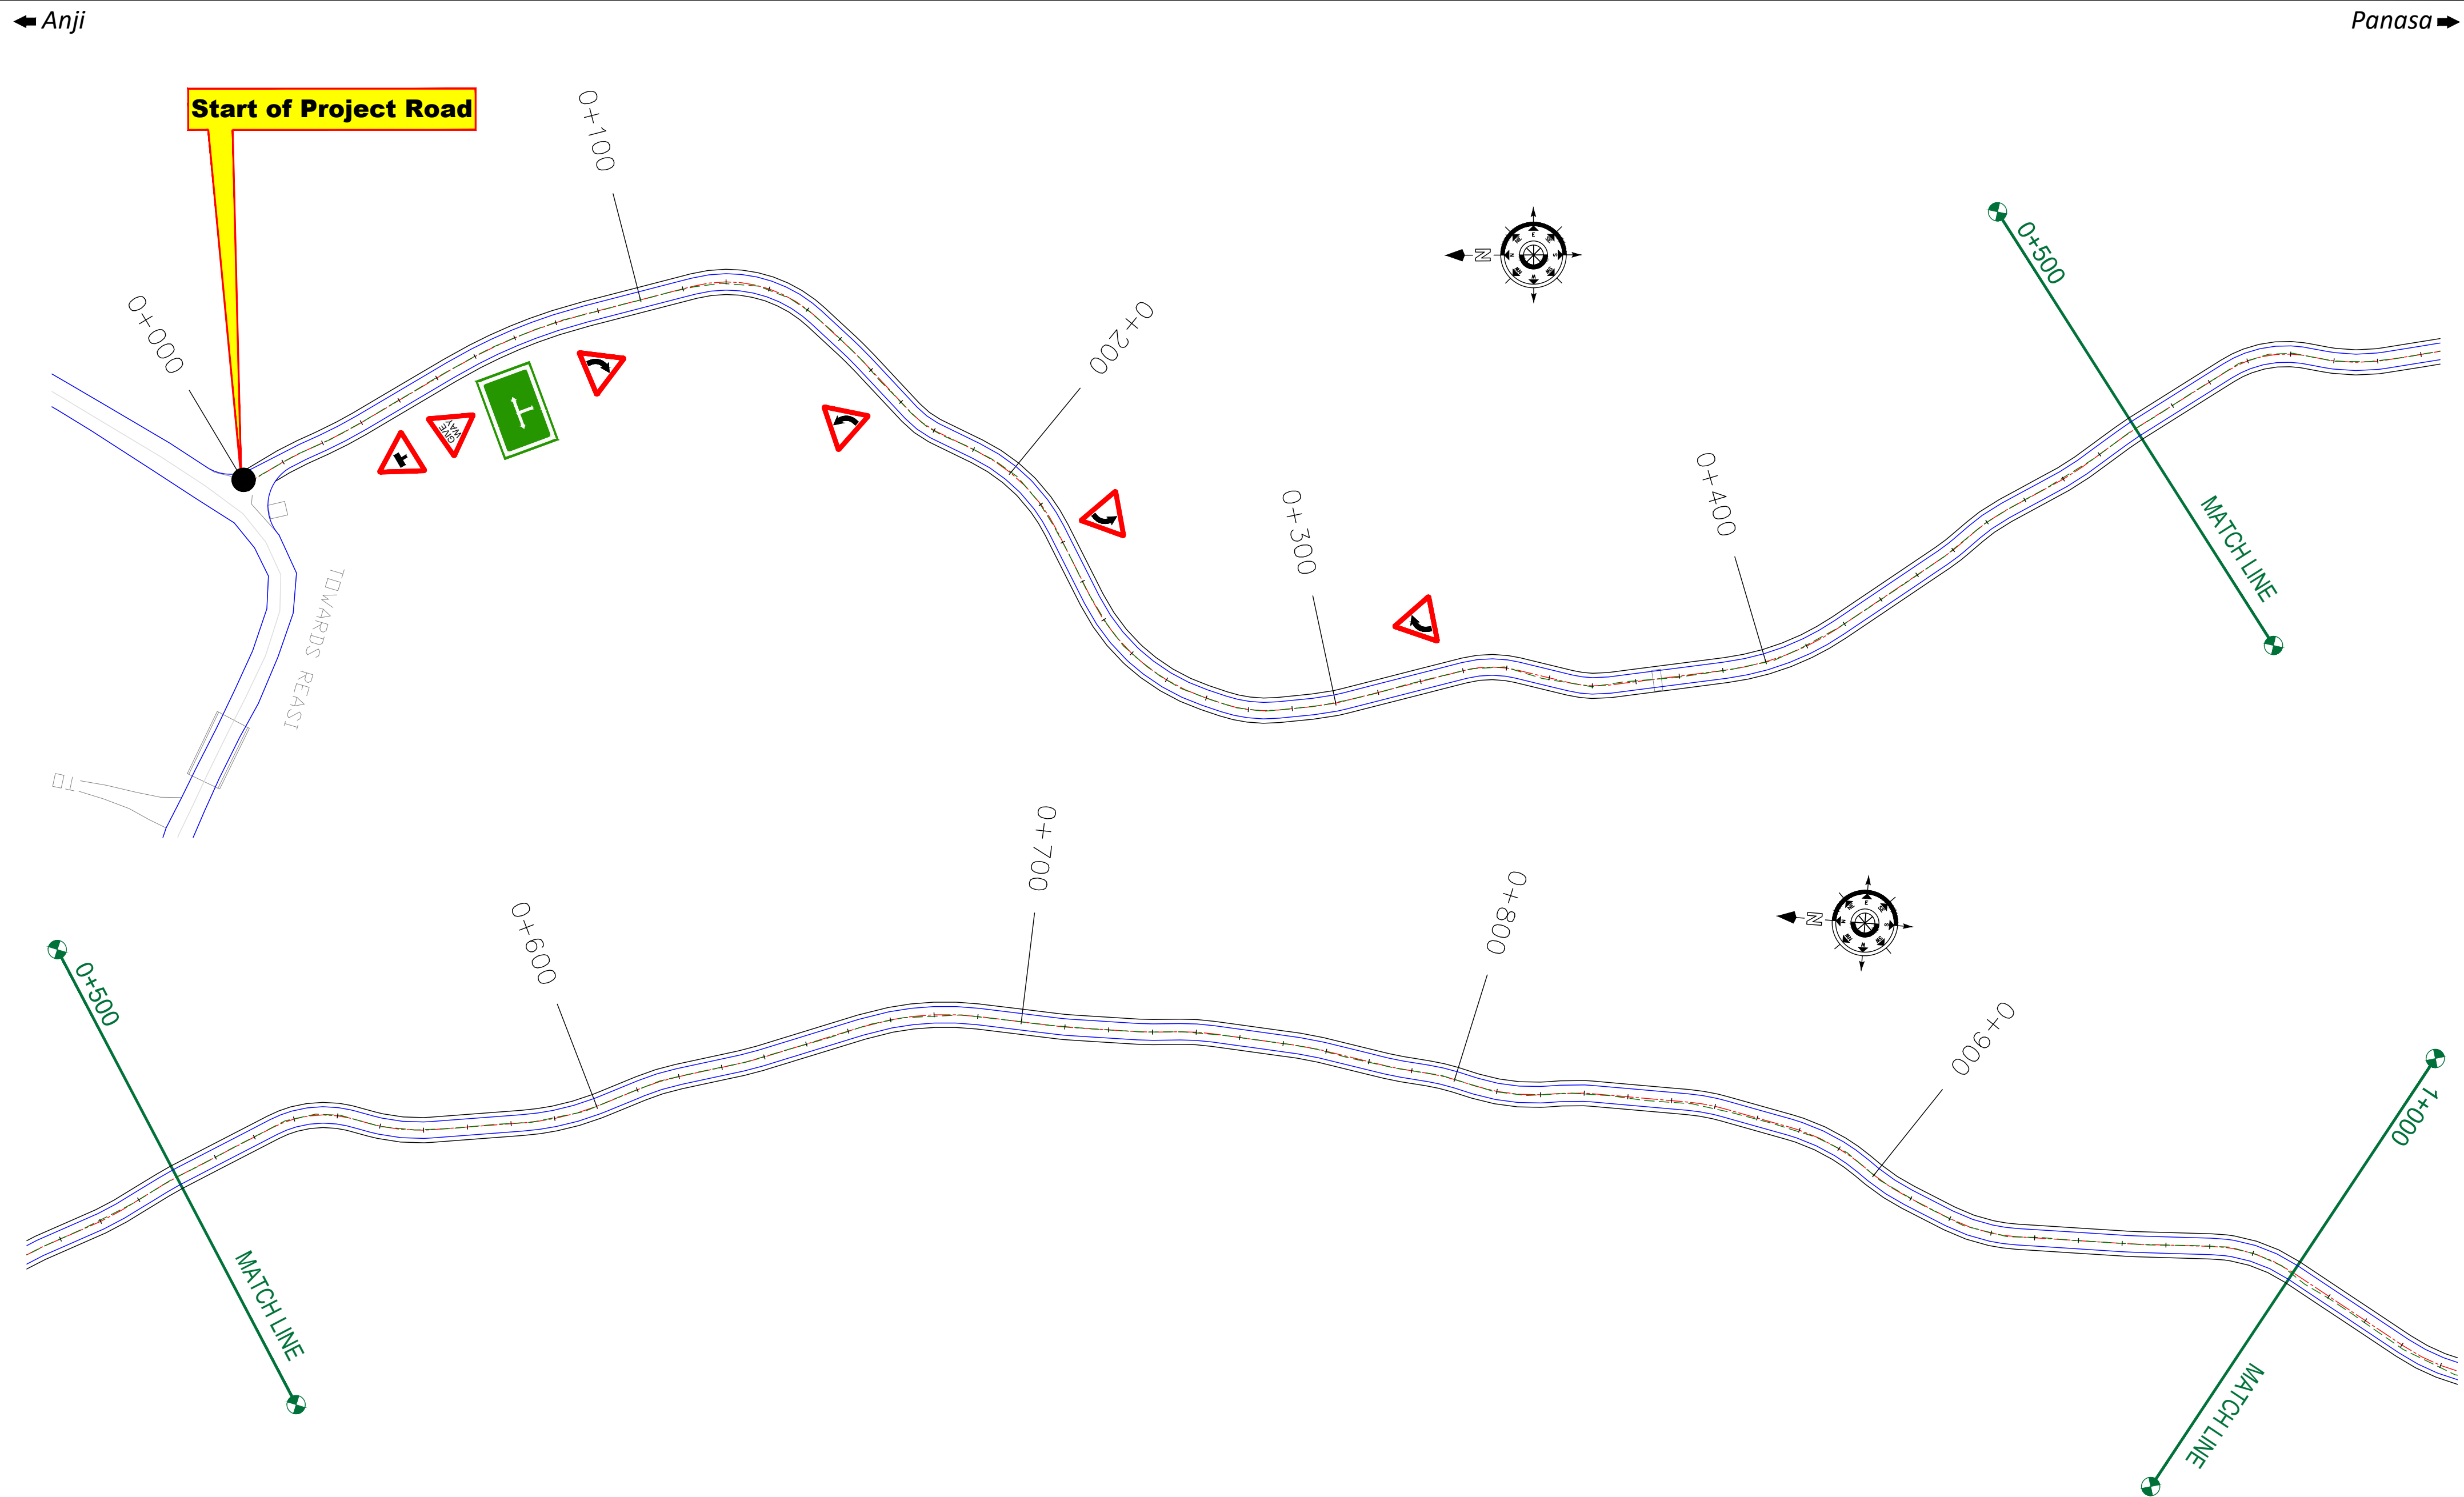 Anji
Panasa
Start of Project Road
0+000
0+100
0+200
0+300
0+400
0+500
MATCH LINE
GIVE
WAY
N
E
S
W
N
TOWARDS REASI
TO
0+500
MATCH LINE
0+600
0+700
0+800
0+900
1+000
MATCH LINE
N
E
S
W
N